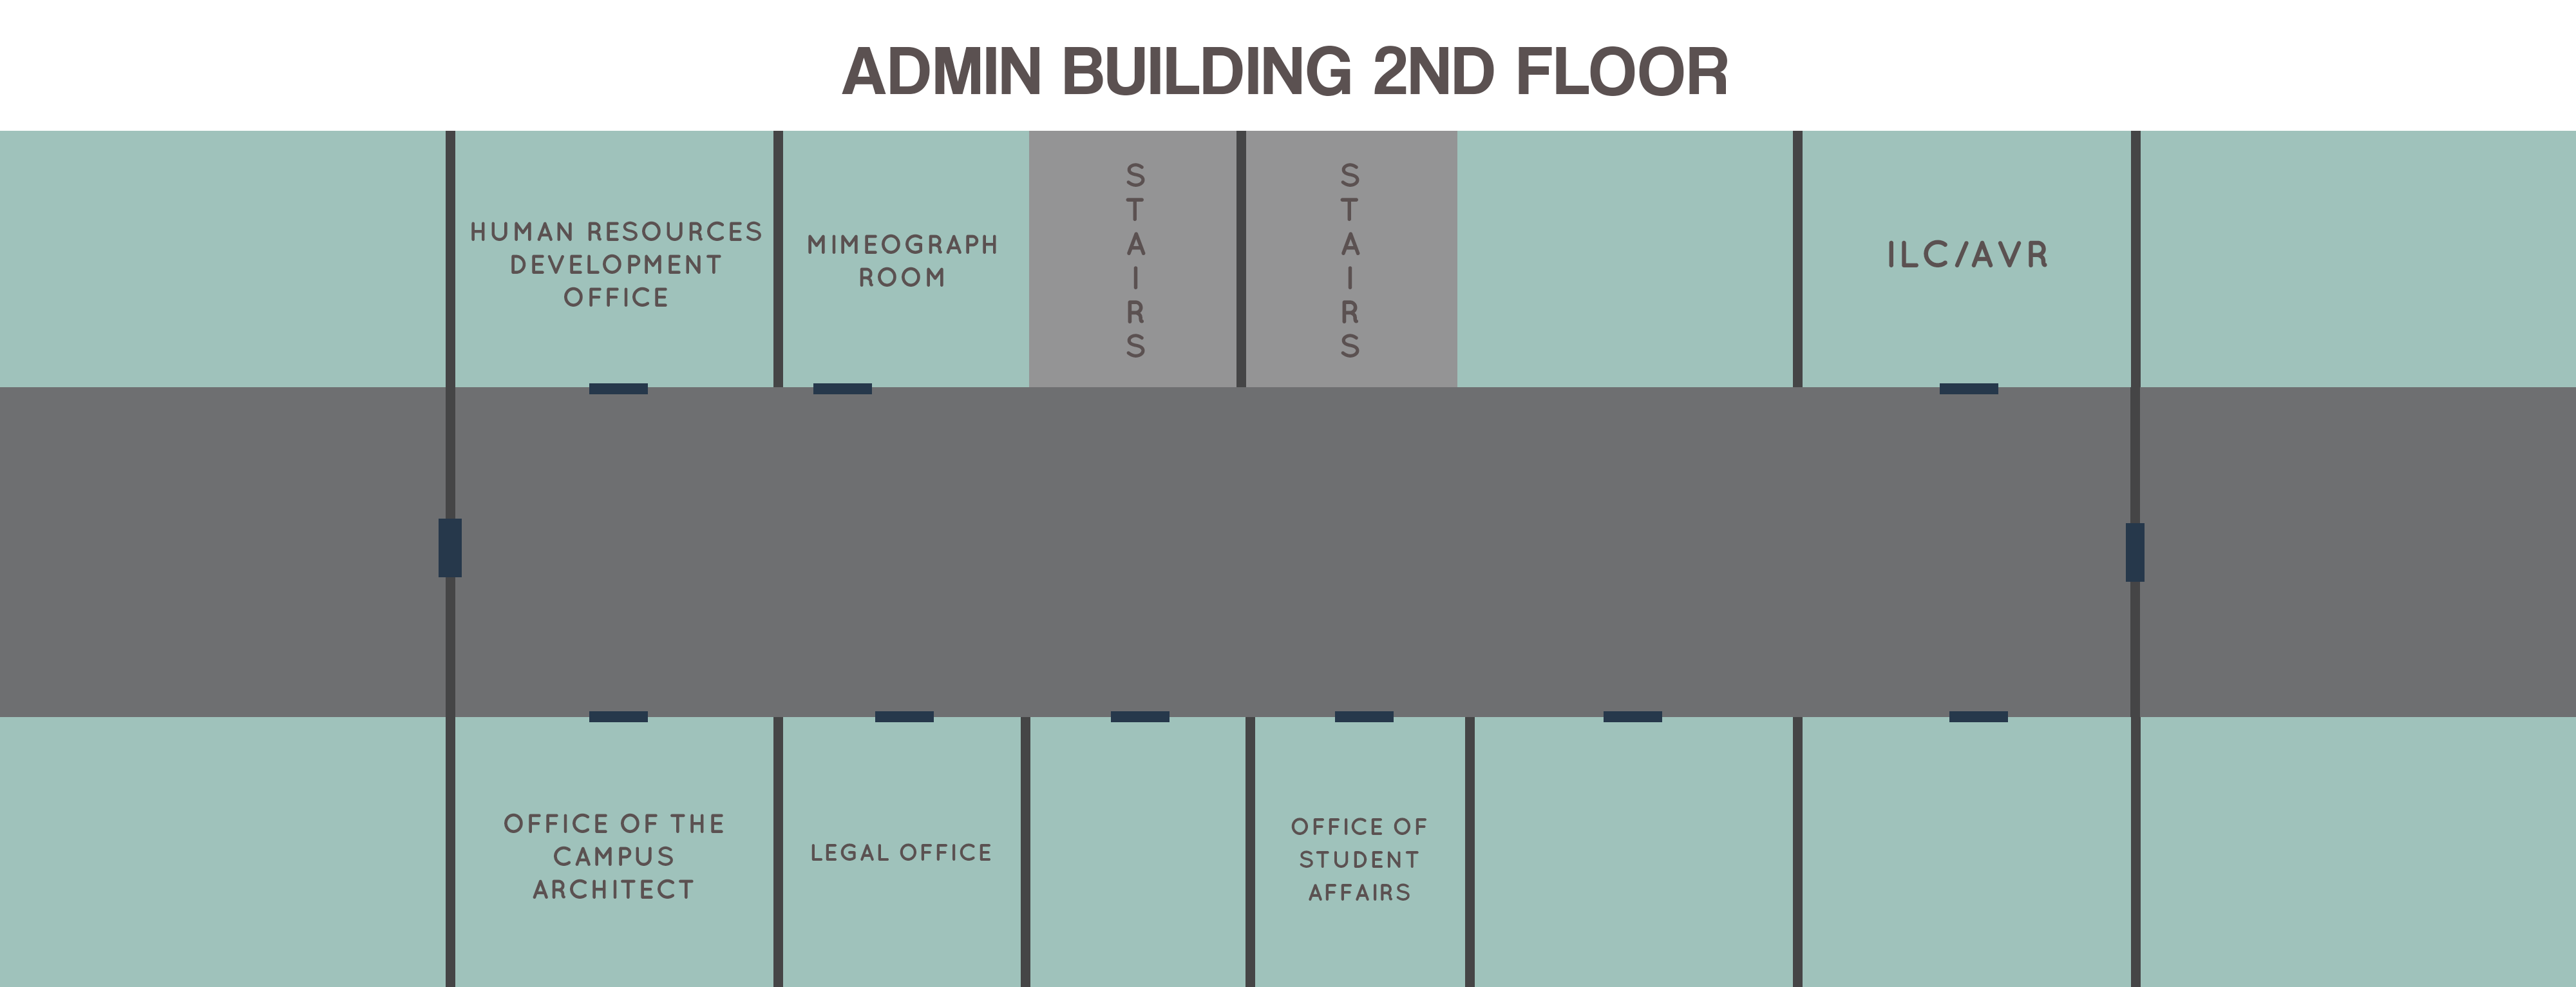 ADMIN BUILDING 2ND FLOOR
HUMAN RESOURCES
DEVELOPMENT
OFFICE
MIMEOGRAPH
ROOM
STAIRS
STAIRS
ILC/AVR
OFFICE OF THE
CAMPUS
ARCHITECT
LEGAL OFFICE
OFFICE OF
STUDENT
AFFAIRS